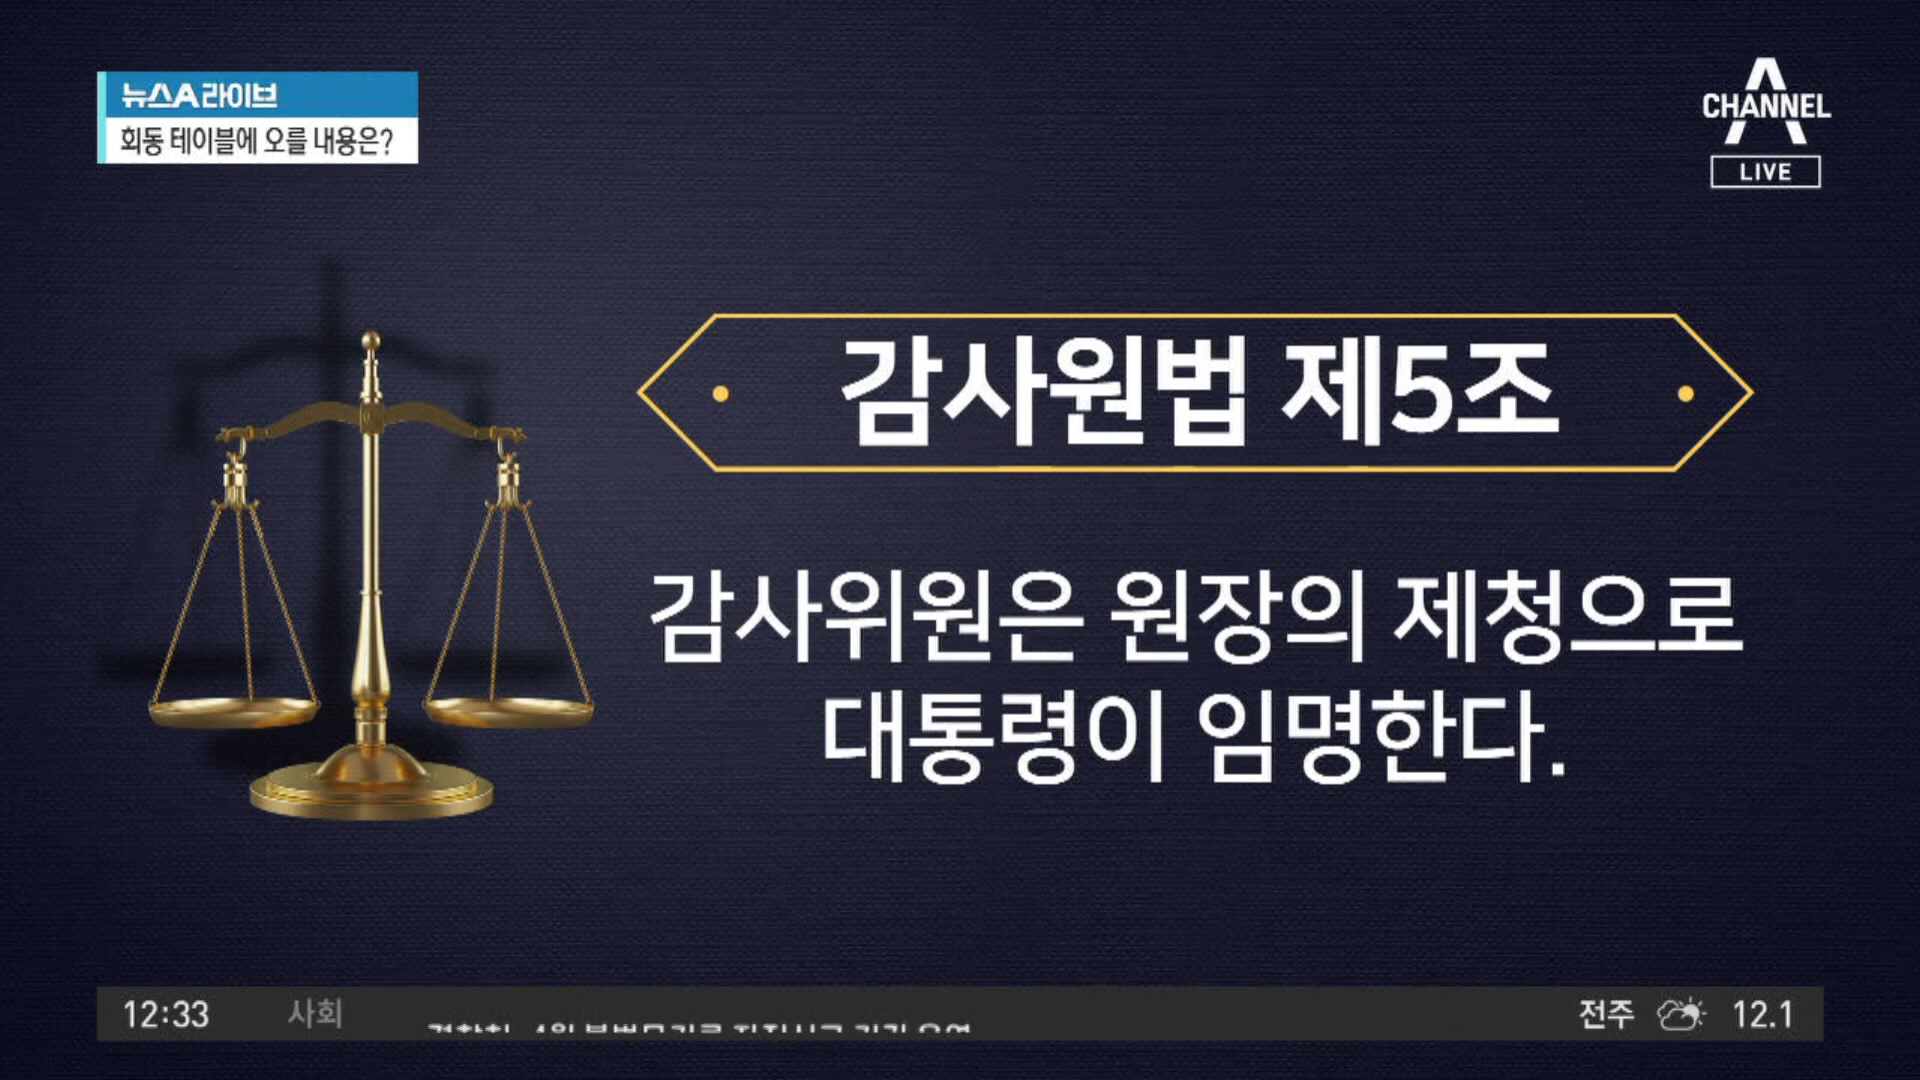 뉴스A 라이브
회동 테이블에 오를 내용은?
CHANNEL A
LIVE
감사원법 제5조
감사위원은 원장의 제청으로
대통령이 임명한다.
12:33 사회
전주 12.1